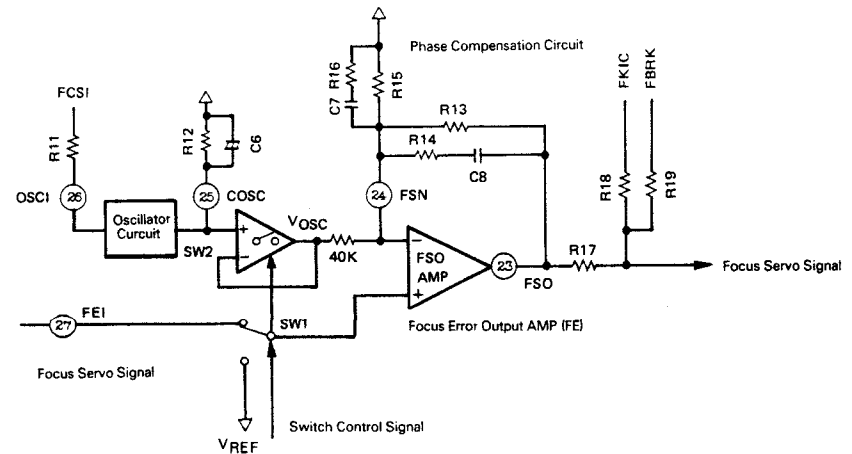 Phase Compensation Circuit
FCSI
R11
R12
C6
R16
C7
R15
R13
R14
C8
FKIC
FBRK
R18
R19
OSCI
26
Oscillator
Curcuit
25
COSC
SW2
+
−
VOSC
40K
24
FSN
−
FSO
AMP
+
23
FSO
R17
Focus Servo Signal
Focus Error Output AMP (FE)
27
FEI
SW1
Focus Servo Signal
VREF
Switch Control Signal